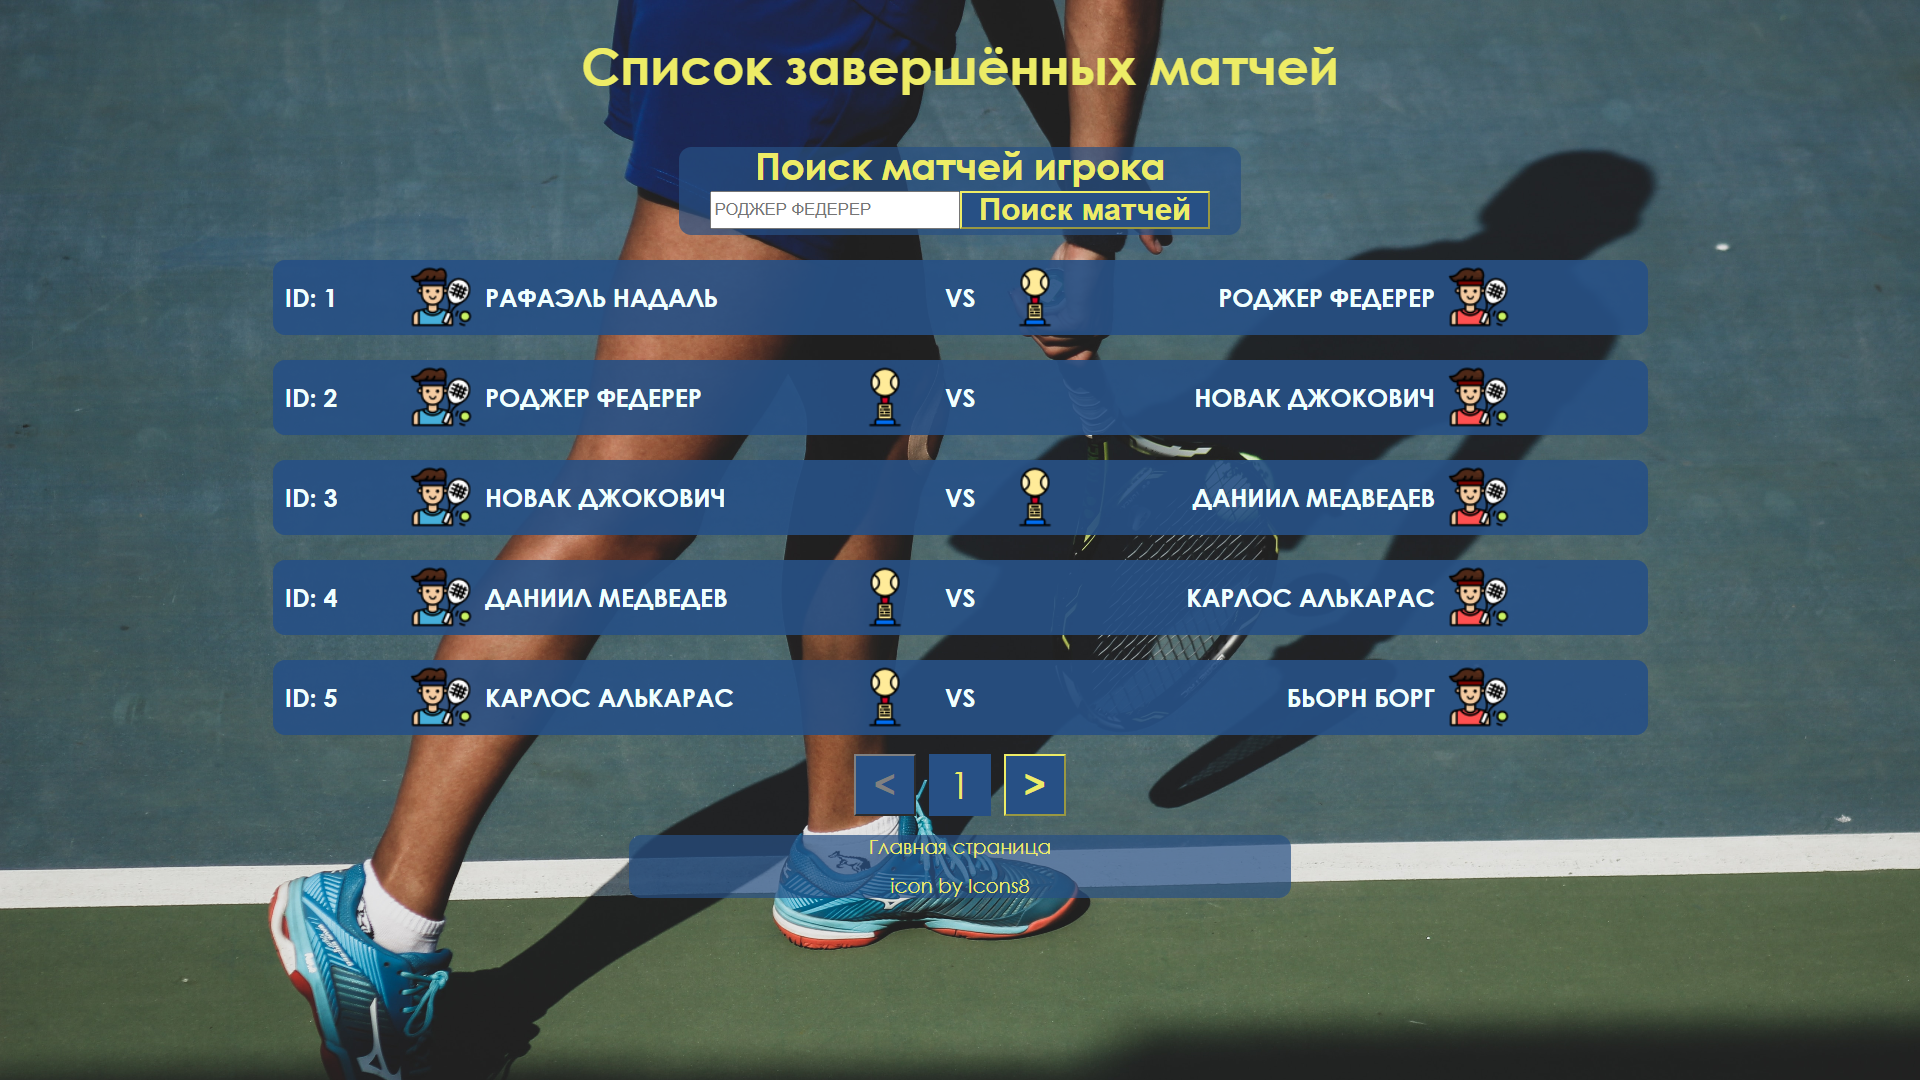 Список завершённых матчей
Поиск матчей игрока
РОДЖЕР ФЕДЕРЕР Поиск матчей
ID: 1 РАФАЭЛЬ НАДАЛЬ VS РОДЖЕР ФЕДЕРЕР
ID: 2 РОДЖЕР ФЕДЕРЕР VS НОВАК ДЖОКОВИЧ
ID: 3 НОВАК ДЖОКОВИЧ VS ДАНИИЛ МЕДВЕДЕВ
ID: 4 ДАНИИЛ МЕДВЕДЕВ VS КАРЛОС АЛЬКАРАС
ID: 5 КАРЛОС АЛЬКАРАС VS БЬОРН БОРГ
< 1 >
Главная страница
icon by Icons8